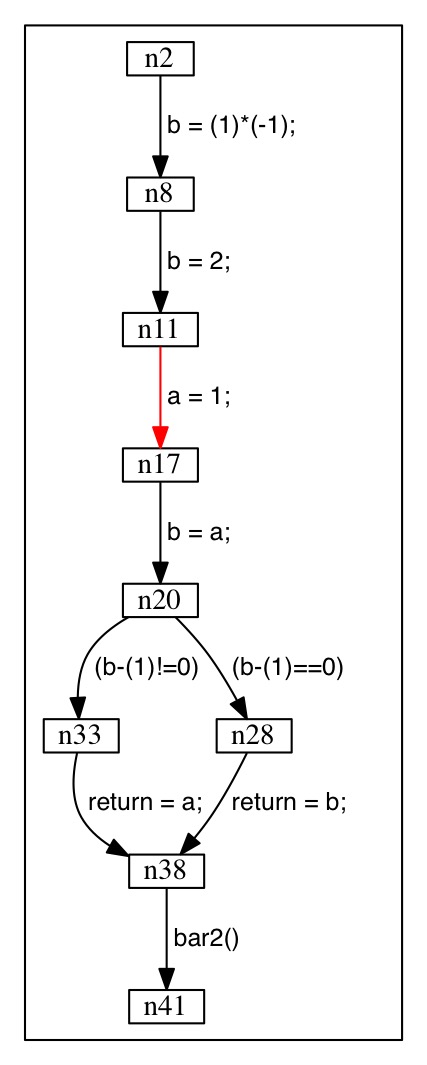 n2
b = (1)*(-1);
n8
b = 2;
n11
a = 1;
n17
b = a;
n20
(b-(1)!=0) (b-(1)==0)
n33 n28
return = a; return = b;
n38
bar2()
n41